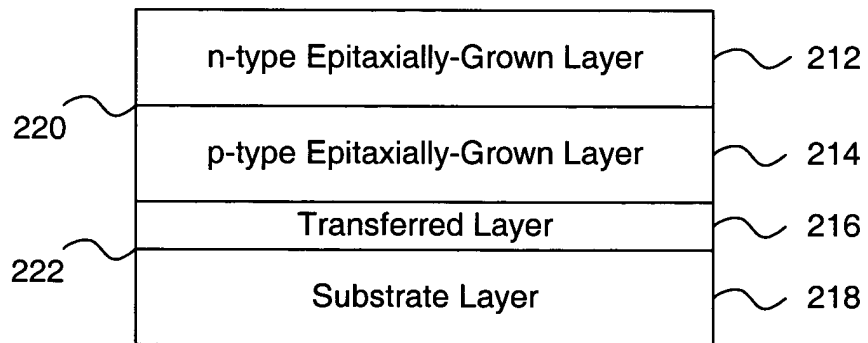 n-type Epitaxially-Grown Layer 212
220
p-type Epitaxially-Grown Layer 214
Transferred Layer 216
222
Substrate Layer 218